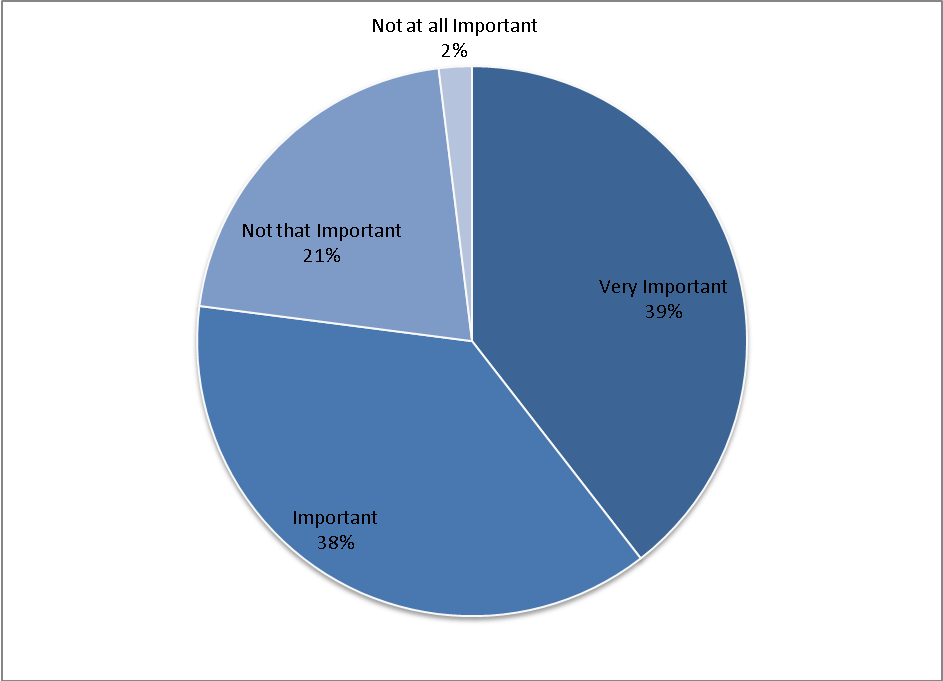 Not at all Important
2%
Not that Important
21%
Very Important
39%
Important
38%